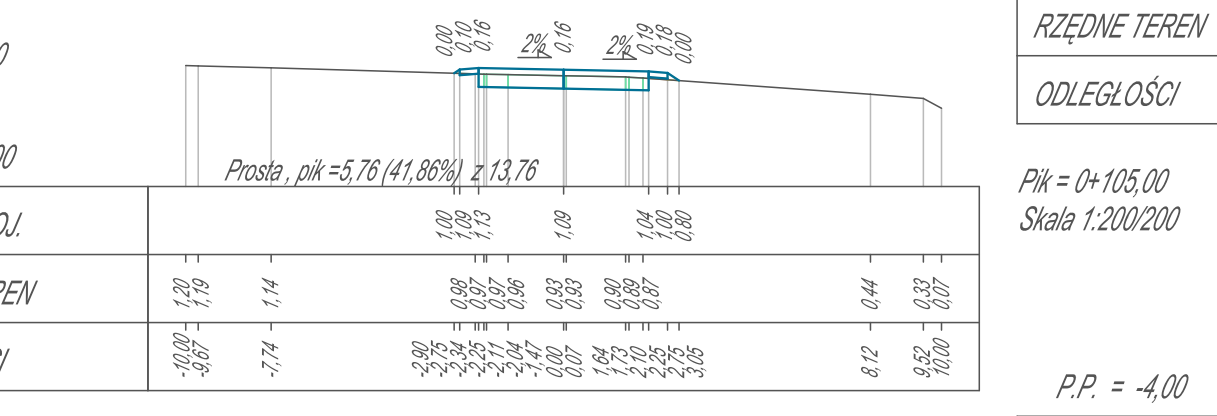 0,00 0,10 0,16 2% 0,16 2% 0,19 0,18 0,00
RZĘDNE TEREN
ODLEGŁOŚCI
Prosta , pik =5,76 (41,86%) z 13,76
Pik = 0+105,00
Skala 1:200/200
OJ.
1,00 1,09 1,13 1,09 1,04 1,00 0,80
REN
1,20 1,19 1,14 0,98 0,97 0,97 0,96 0,93 0,93 0,90 0,89 0,87 0,44 0,33 0,07
-10,00 -9,67 -7,74 -2,90 -2,75 -2,34 -2,25 -2,11 -2,04 -1,47 0,00 0,07 1,64 1,73 2,10 2,25 2,75 3,05 8,12 9,52 10,00
P.P. = -4,00